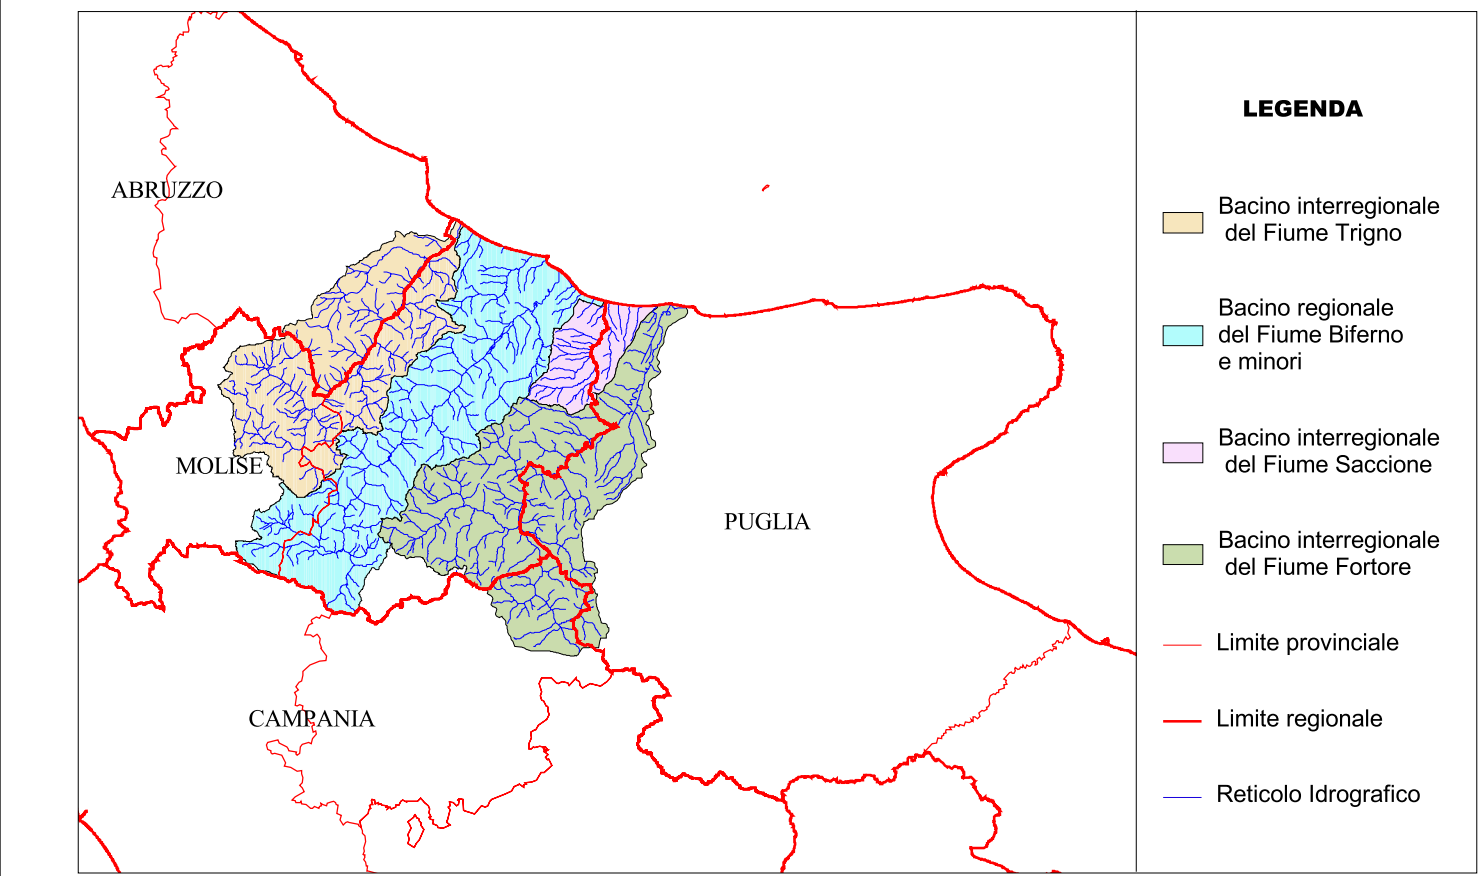 ABRUZZO
MOLISE
PUGLIA
CAMPANIA
LEGENDA
Bacino interregionale
del Fiume Trigno
Bacino regionale
del Fiume Biferno
e minori
Bacino interregionale
del Fiume Saccione
Bacino interregionale
del Fiume Fortore
Limite provinciale
Limite regionale
Reticolo Idrografico